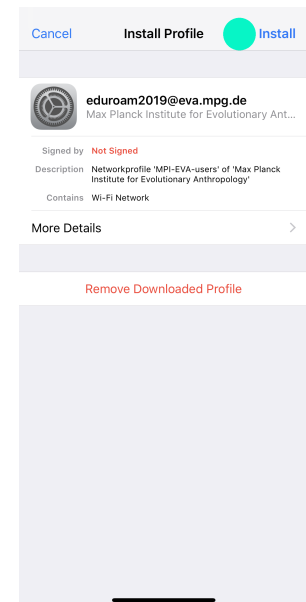 Cancel Install Profile Install
eduroam2019@eva.mpg.de
Max Planck Institute for Evolutionary Ant...
Signed by Not Signed
Description Networkprofile 'MPI-EVA-users' of 'Max Planck
Institute for Evolutionary Anthropology'
Contains Wi-Fi Network
More Details
Remove Downloaded Profile